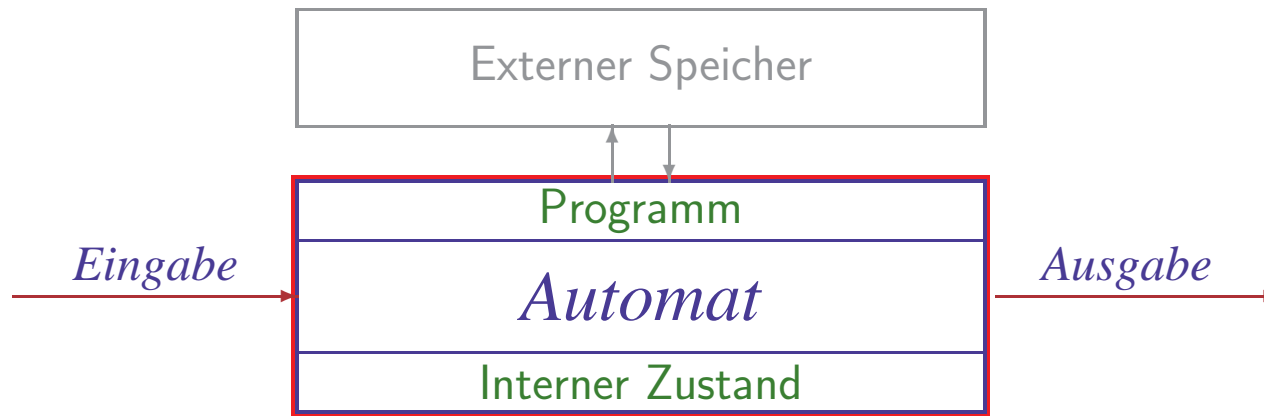 Externer Speicher
Programm
Eingabe
Automat
Ausgabe
Interner Zustand